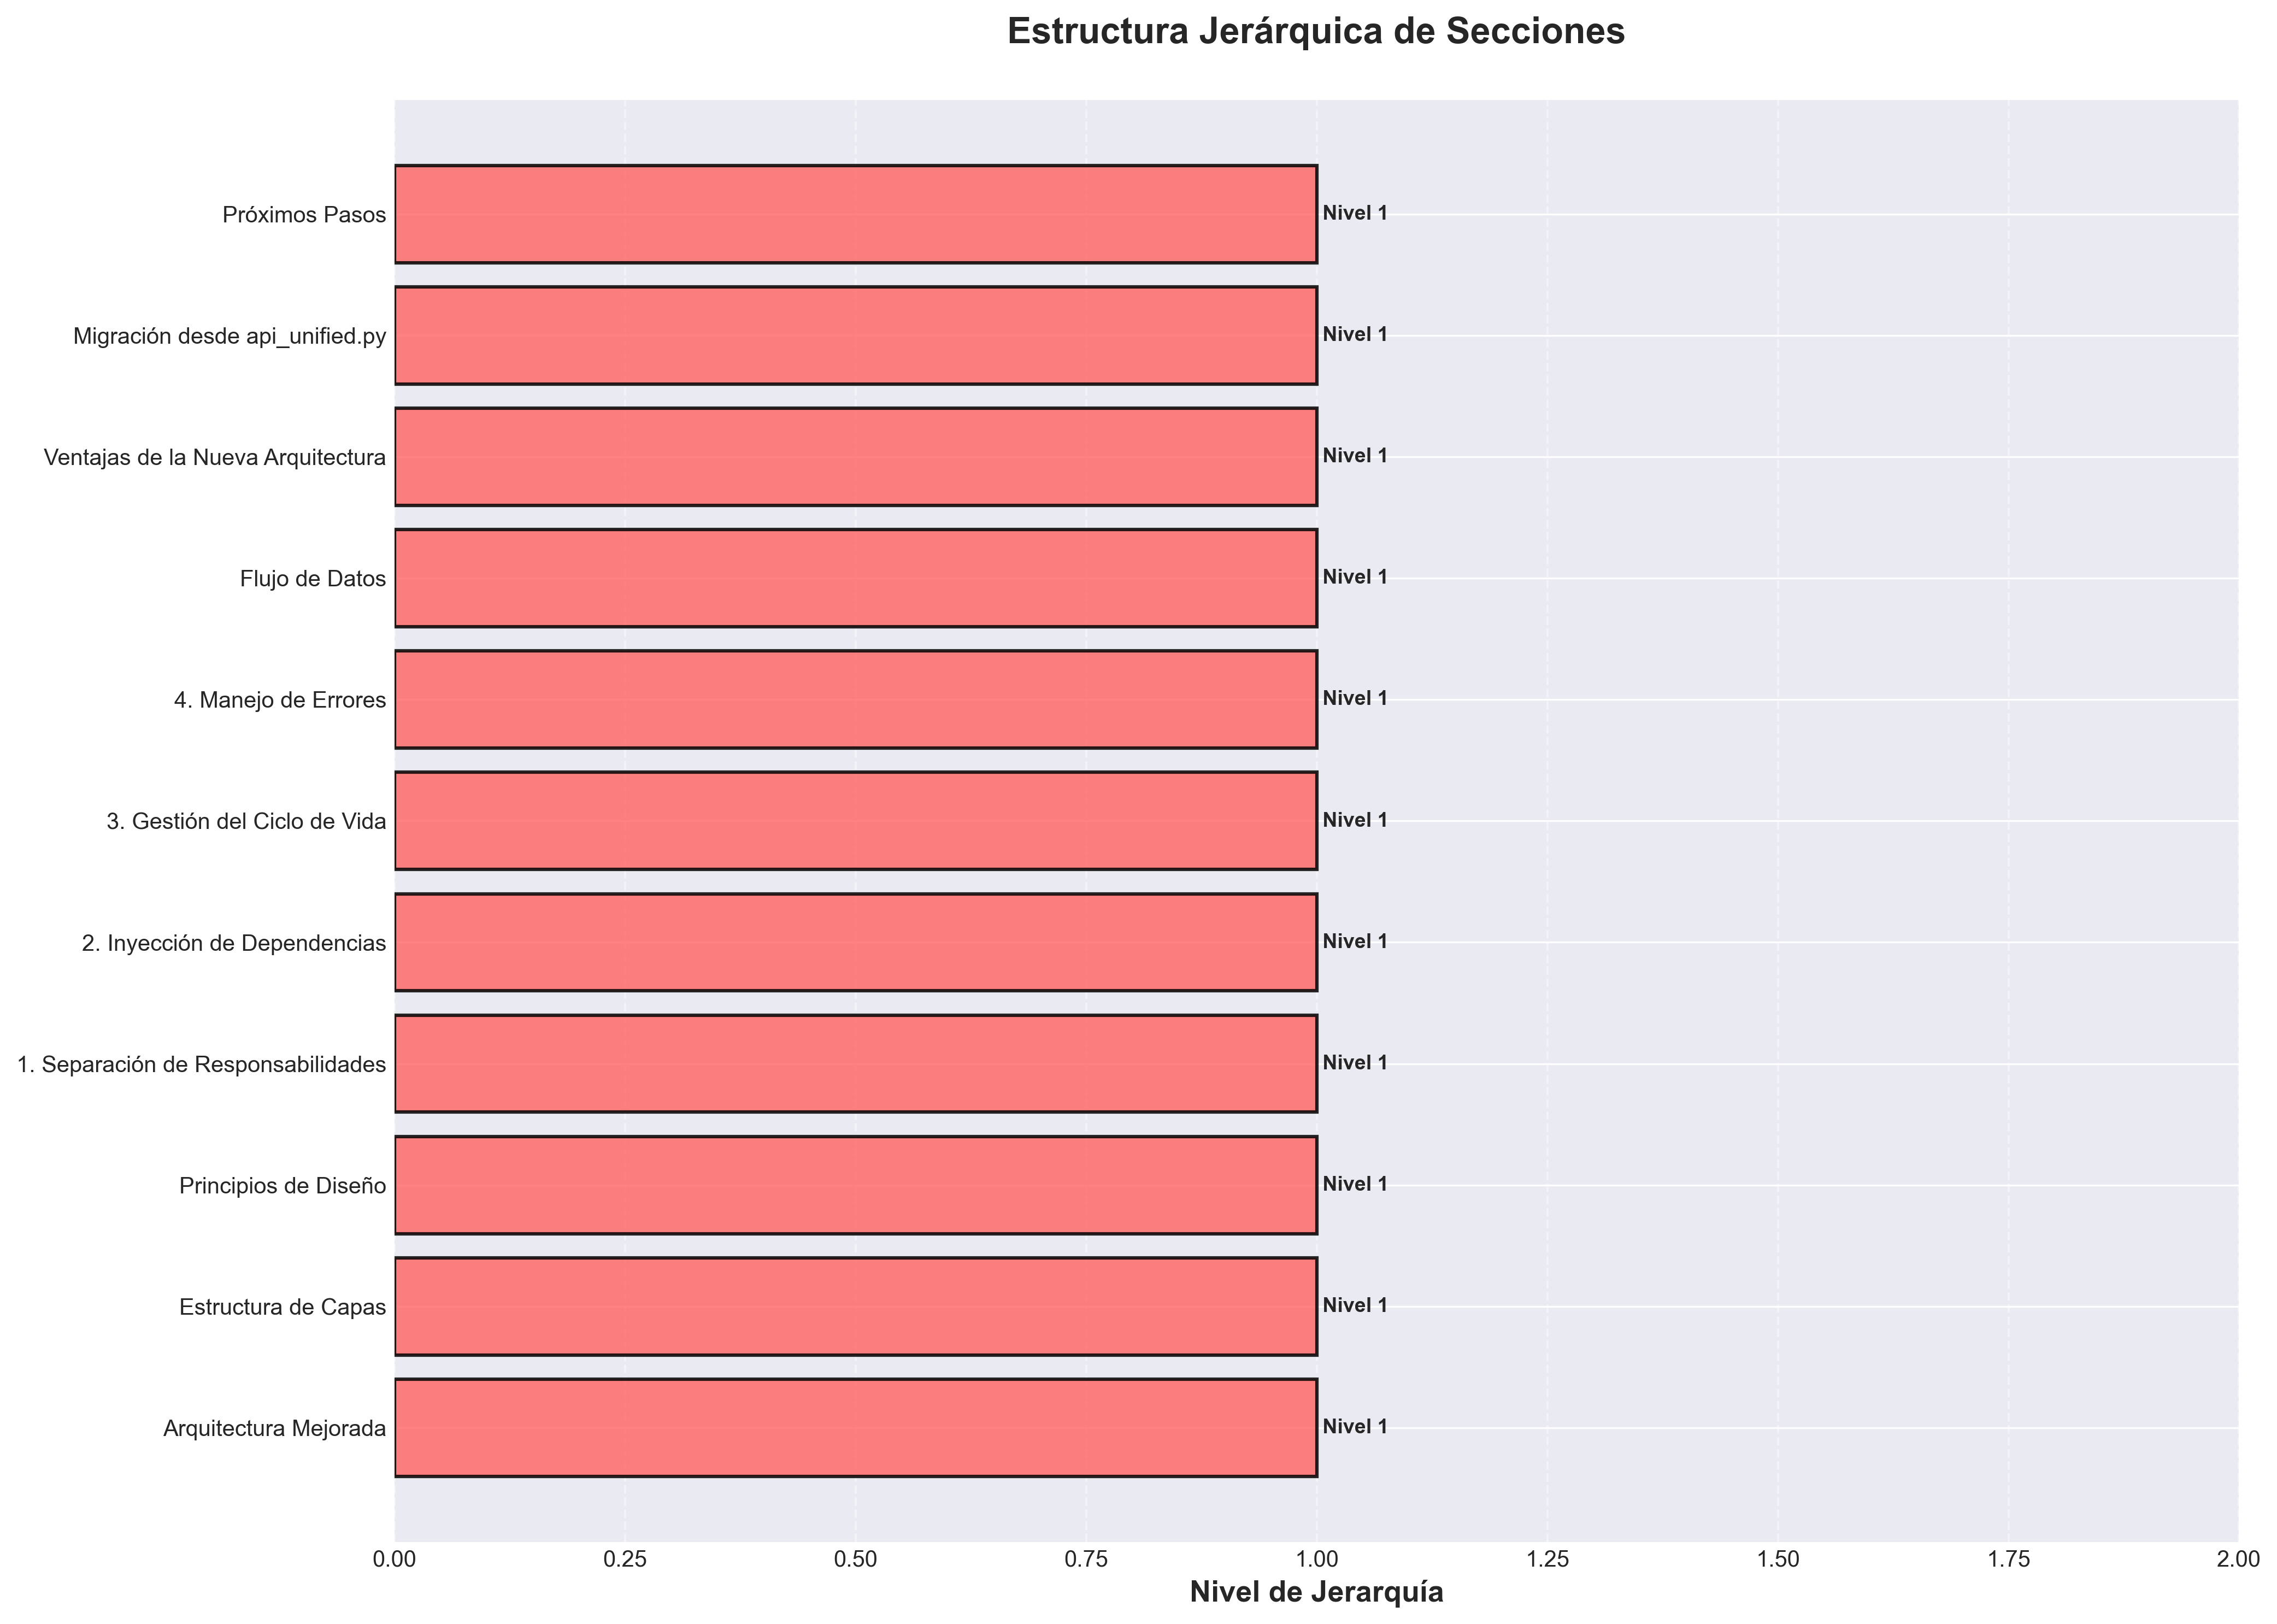 Estructura Jerárquica de Secciones
Próximos Pasos
Nivel 1
Migración desde api_unified.py
Nivel 1
Ventajas de la Nueva Arquitectura
Nivel 1
Flujo de Datos
Nivel 1
4. Manejo de Errores
Nivel 1
3. Gestión del Ciclo de Vida
Nivel 1
2. Inyección de Dependencias
Nivel 1
1. Separación de Responsabilidades
Nivel 1
Principios de Diseño
Nivel 1
Estructura de Capas
Nivel 1
Arquitectura Mejorada
Nivel 1
0.00 0.25 0.50 0.75 1.00 1.25 1.50 1.75 2.00
Nivel de Jerarquía